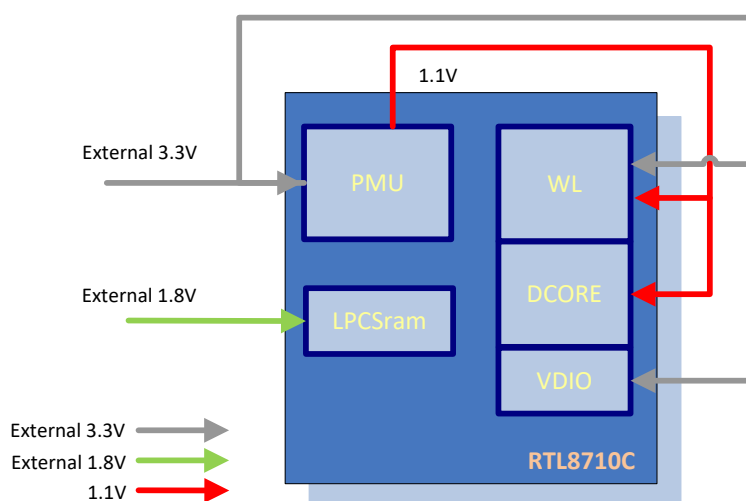 1.1V
External 3.3V
PMU
WL
External 1.8V
LPCSram
DCORE
VDIO
External 3.3V
External 1.8V
1.1V
RTL8710C